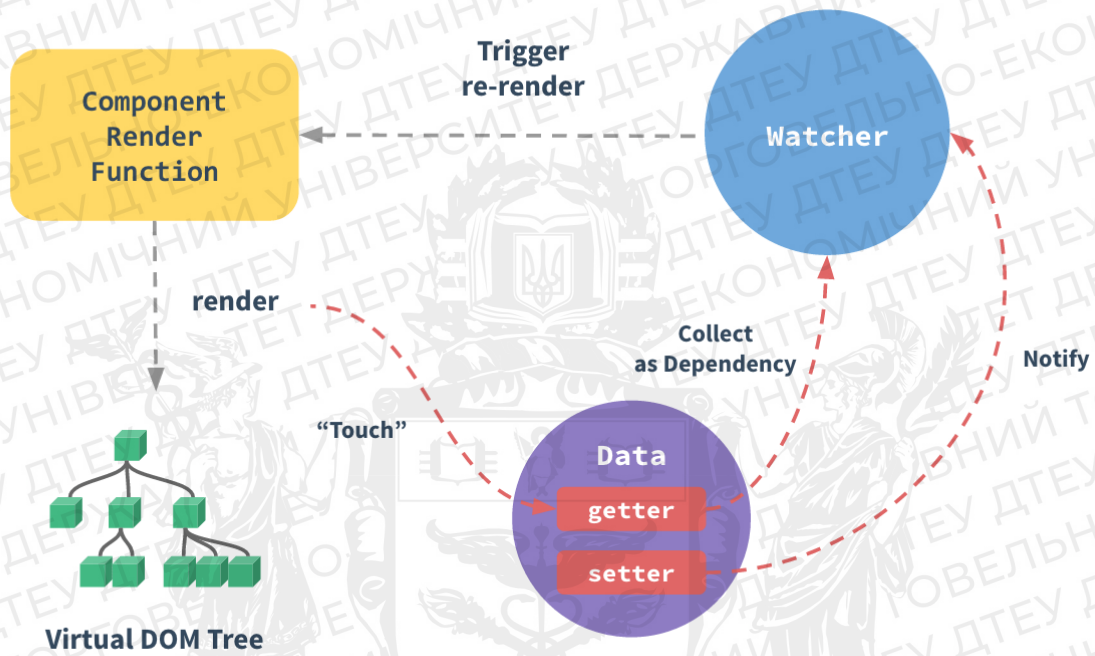 Trigger
re-render
Component
Render
Function
Watcher
render
Collect
as Dependency
Notify
“Touch”
Data
getter
setter
Virtual DOM Tree